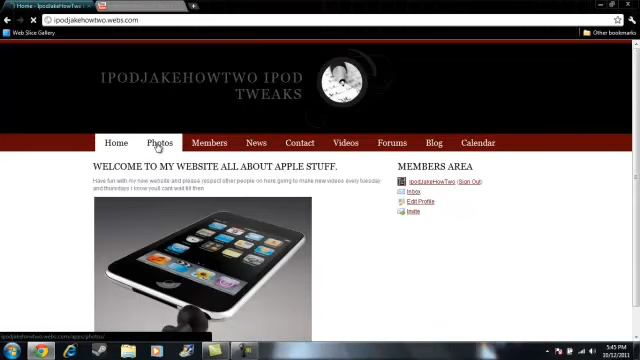 Home - IpodJakeHowTwo
ipodjakehowtwo.webs.com
Web Slice Gallery
Other bookmarks
IPODJAKEHOWTWO IPOD
TWEAKS
Home Photos Members News Contact Videos Forums Blog Calendar
WELCOME TO MY WEBSITE ALL ABOUT APPLE STUFF.
Have fun with my new website and please respect other people on here going to make new videos every tuesday
and thursdays I know youll cant wait till then
MEMBERS AREA
IpodJakeHowTwo (Sign Out)
Inbox
Edit Profile
Invite
ipodjakehowtwo.webs.com/apps/photos/
5:45 PM
10/12/2011